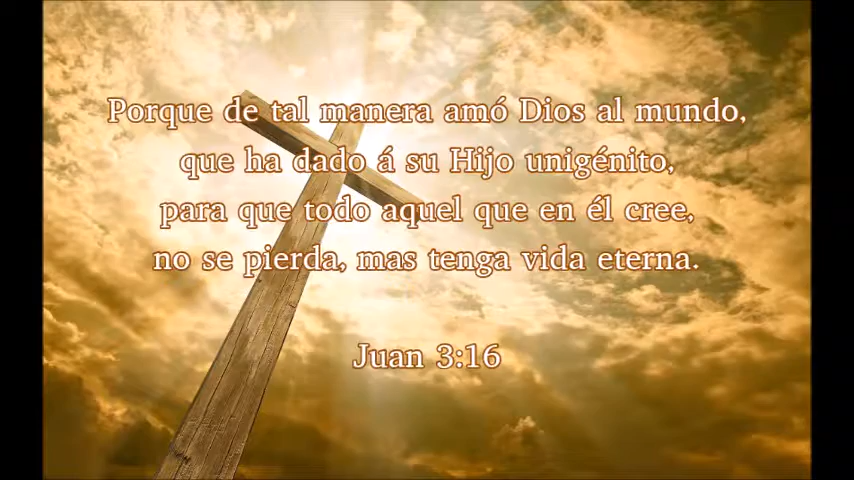 Porque de tal manera amó Dios al mundo,
que ha dado á su Hijo unigénito,
para que todo aquel que en él cree,
no se pierda, mas tenga vida eterna.
Juan 3:16